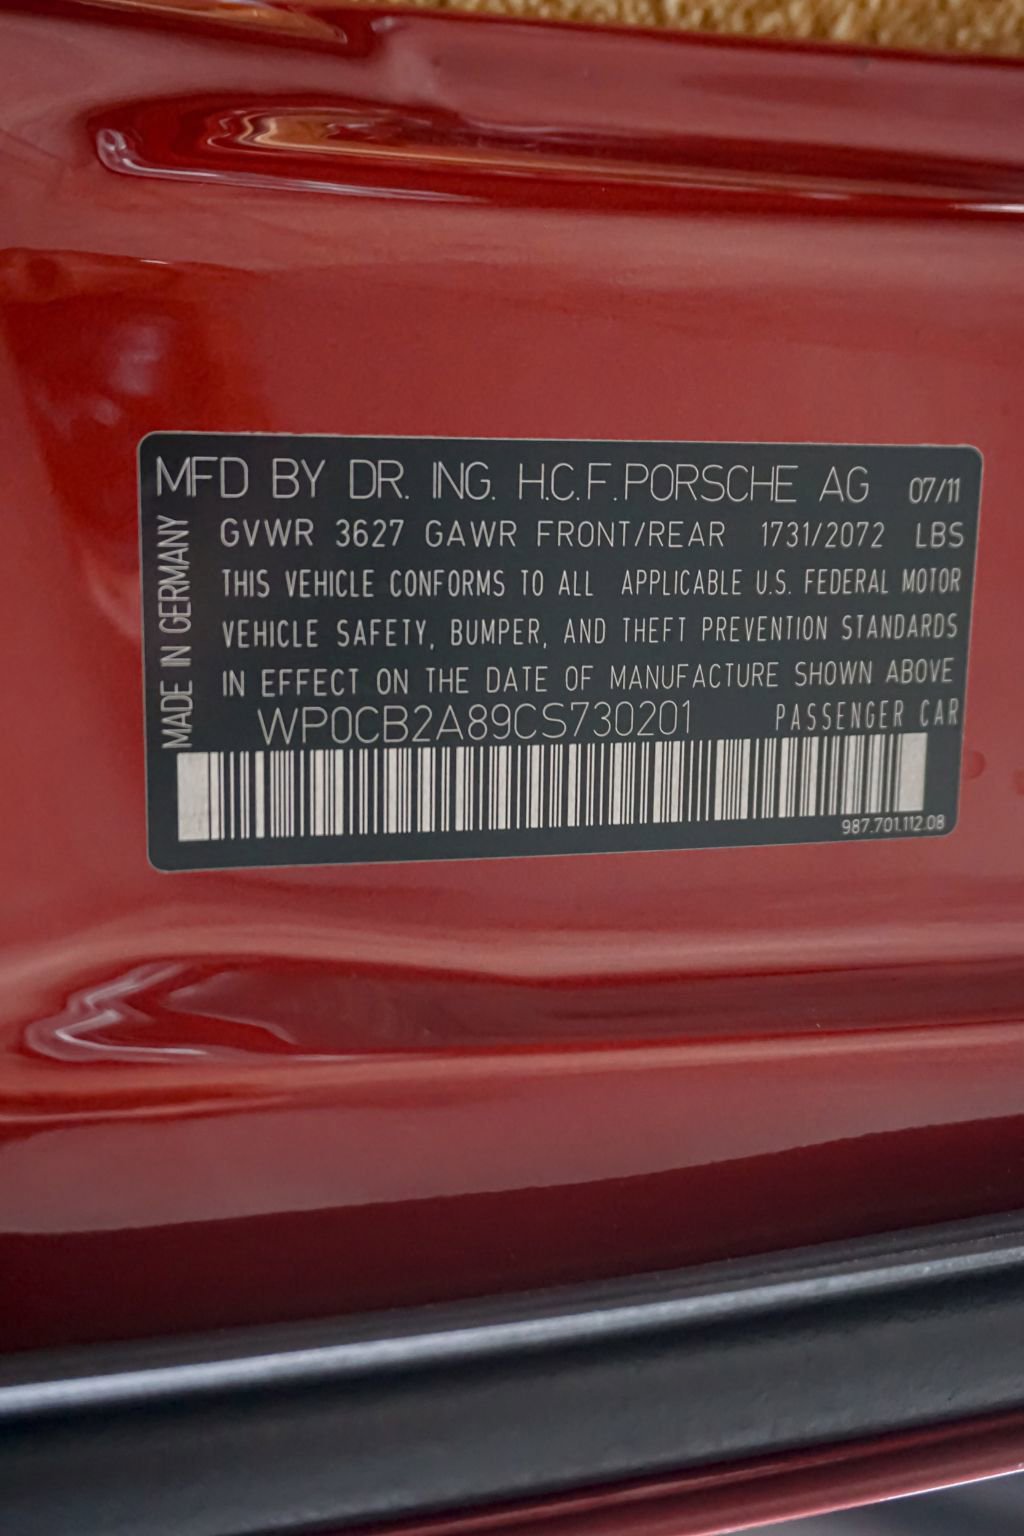 MFD BY DR. ING. H.C.F. PORSCHE AG 07/11
GVWR 3627 GAWR FRONT/REAR 1731/2072 LBS
THIS VEHICLE CONFORMS TO ALL APPLICABLE U.S. FEDERAL MOTOR
VEHICLE SAFETY, BUMPER, AND THEFT PREVENTION STANDARDS
IN EFFECT ON THE DATE OF MANUFACTURE SHOWN ABOVE
WP0CB2A89CS730201 PASSENGER CAR
987.701.112.08
MADE IN GERMANY